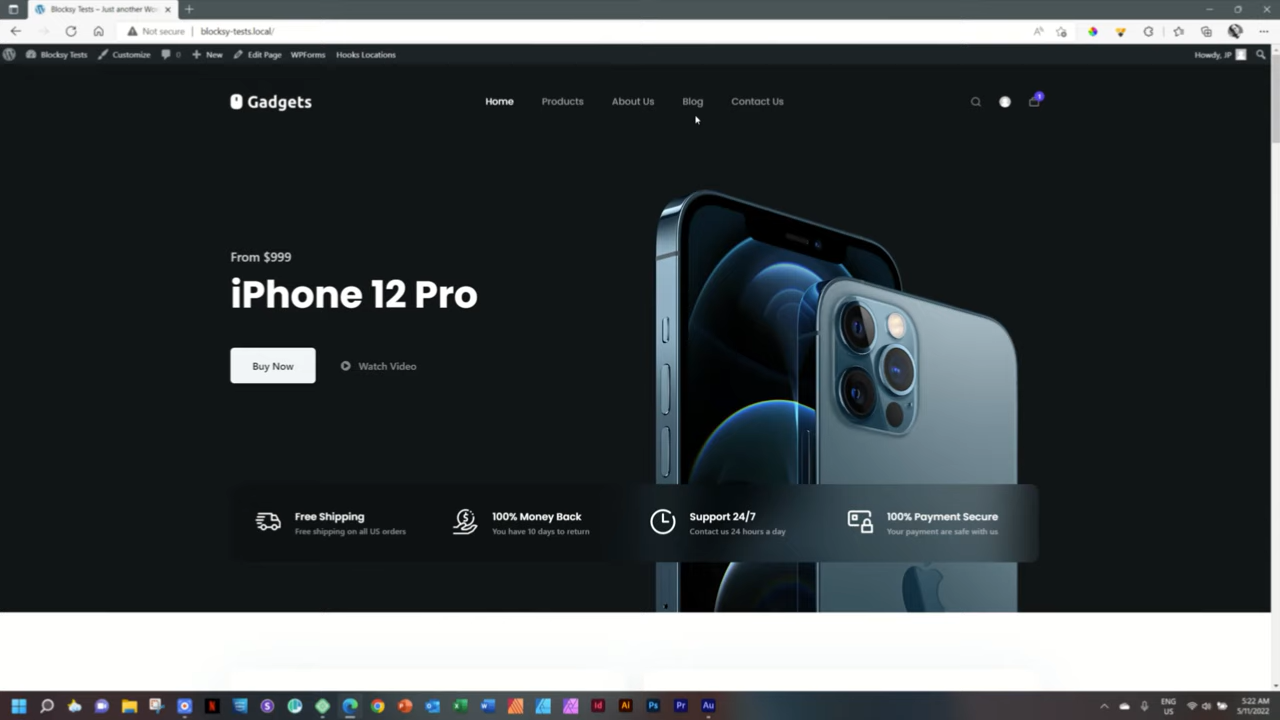 Blocksy Tests – Just another Wo
Not secure | blocksy-tests.local/
Blocksy Tests Customize 0 New Edit Page WPForms Hooks Locations Howdy, JP
Gadgets Home Products About Us Blog Contact Us 1
From $999
iPhone 12 Pro
Buy Now Watch Video
Free Shipping 100% Money Back Support 24/7 100% Payment Secure
Free shipping on all US orders You have 10 days to return Contact us 24 hours a day Your payment are safe with us
ENG 5:22 AM
US 5/11/2022